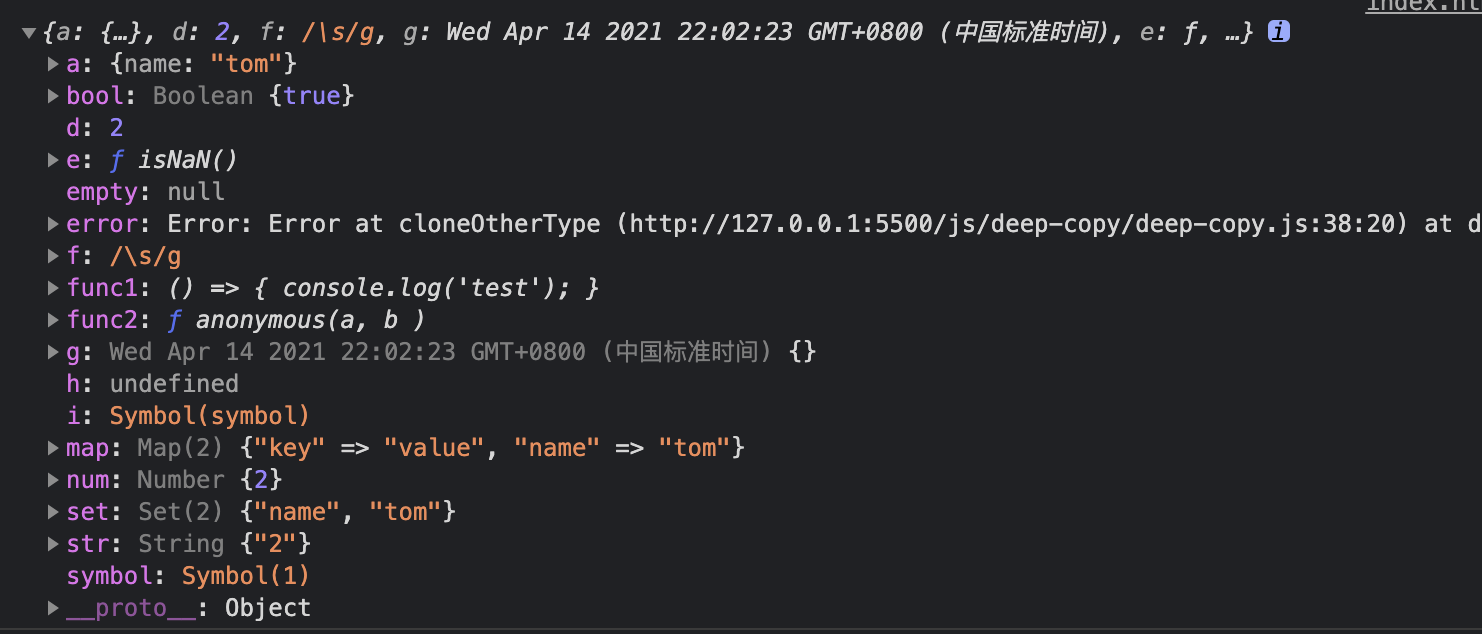 index.ht
▼{a: {…}, d: 2, f: /\s/g, g: Wed Apr 14 2021 22:02:23 GMT+0800 (中国标准时间), e: ƒ, …} i
▶a: {name: "tom"}
▶bool: Boolean {true}
d: 2
▶e: ƒ isNaN()
empty: null
▶error: Error: Error at cloneOtherType (http://127.0.0.1:5500/js/deep-copy/deep-copy.js:38:20) at d
▶f: /\s/g
▶func1: () => { console.log('test'); }
▶func2: ƒ anonymous(a, b )
▶g: Wed Apr 14 2021 22:02:23 GMT+0800 (中国标准时间) {}
h: undefined
i: Symbol(symbol)
▶map: Map(2) {"key" => "value", "name" => "tom"}
▶num: Number {2}
▶set: Set(2) {"name", "tom"}
▶str: String {"2"}
symbol: Symbol(1)
▶__proto__: Object